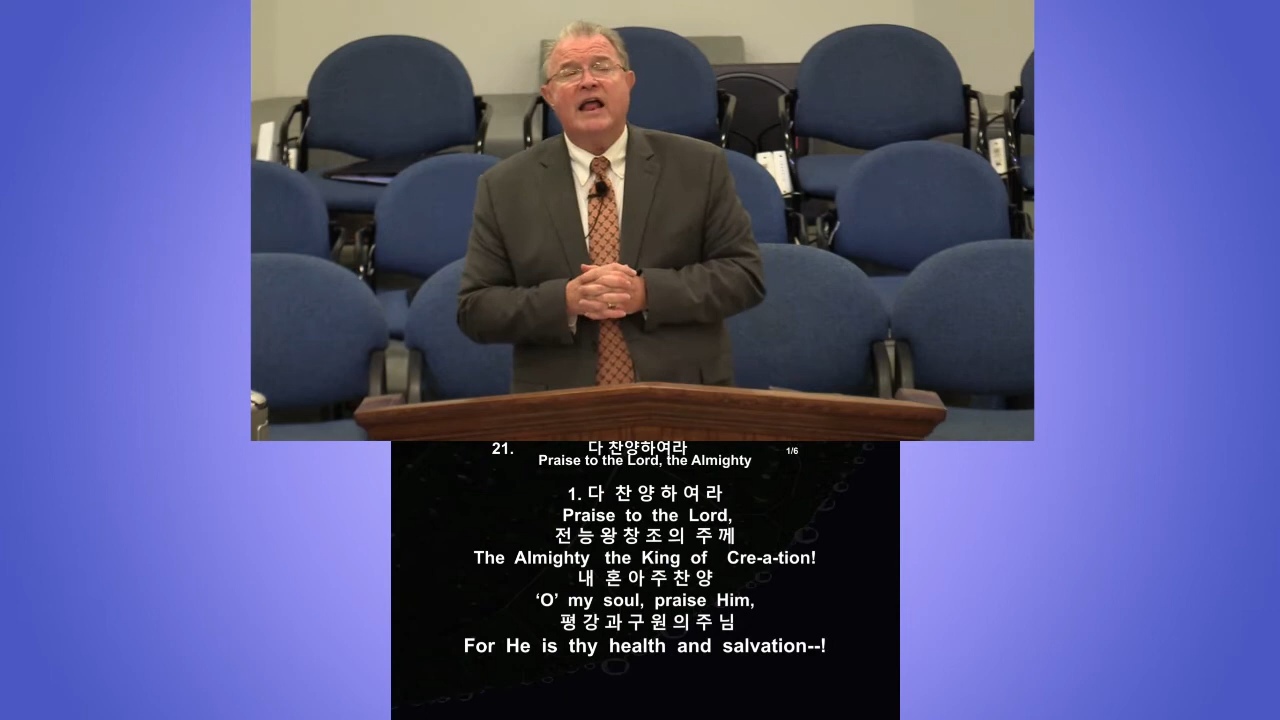 21. 다 찬양하여라 1/6
Praise to the Lord, the Almighty
1. 다 찬 양 하 여 라
Praise to the Lord,
전 능 왕 창 조 의 주 께
The Almighty the King of Cre-a-tion!
내 혼 아 주 찬 양
‘O’ my soul, praise Him,
평 강 과 구 원 의 주 님
For He is thy health and salvation--!